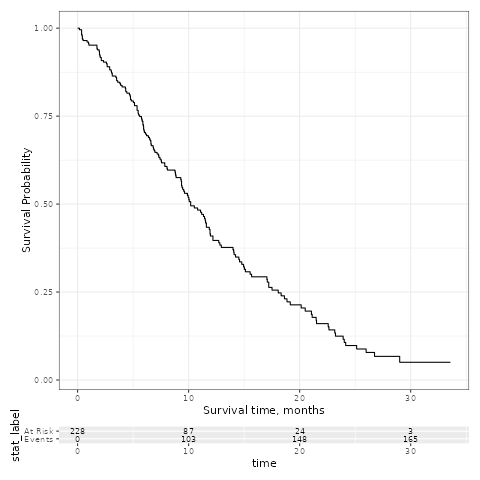 1.00
0.75
0.50
0.25
0.00
Survival Probability
0 10 20 30
Survival time, months
stat_label
At Risk 228 87 24 3
Events 0 103 148 165
0 10 20 30
time